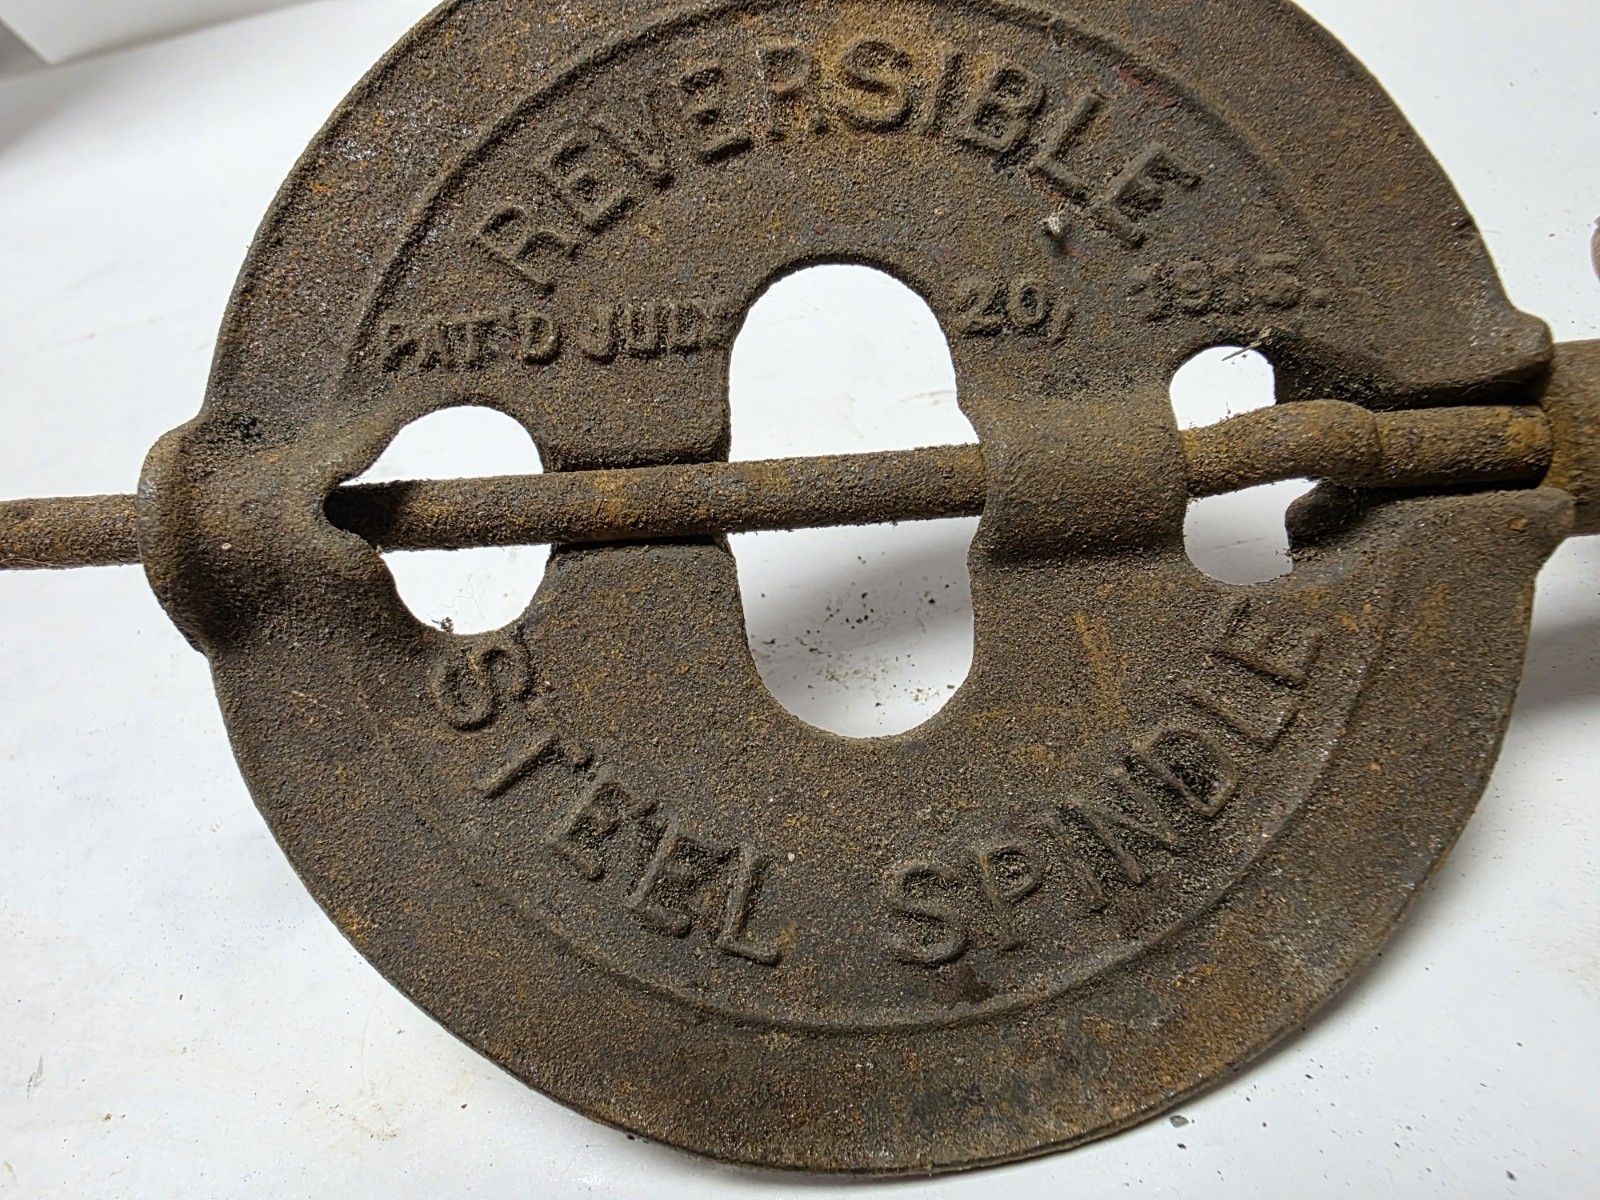 REVERSIBLE
PAT'D JULY 20, 1915.
STEEL SPINDLE